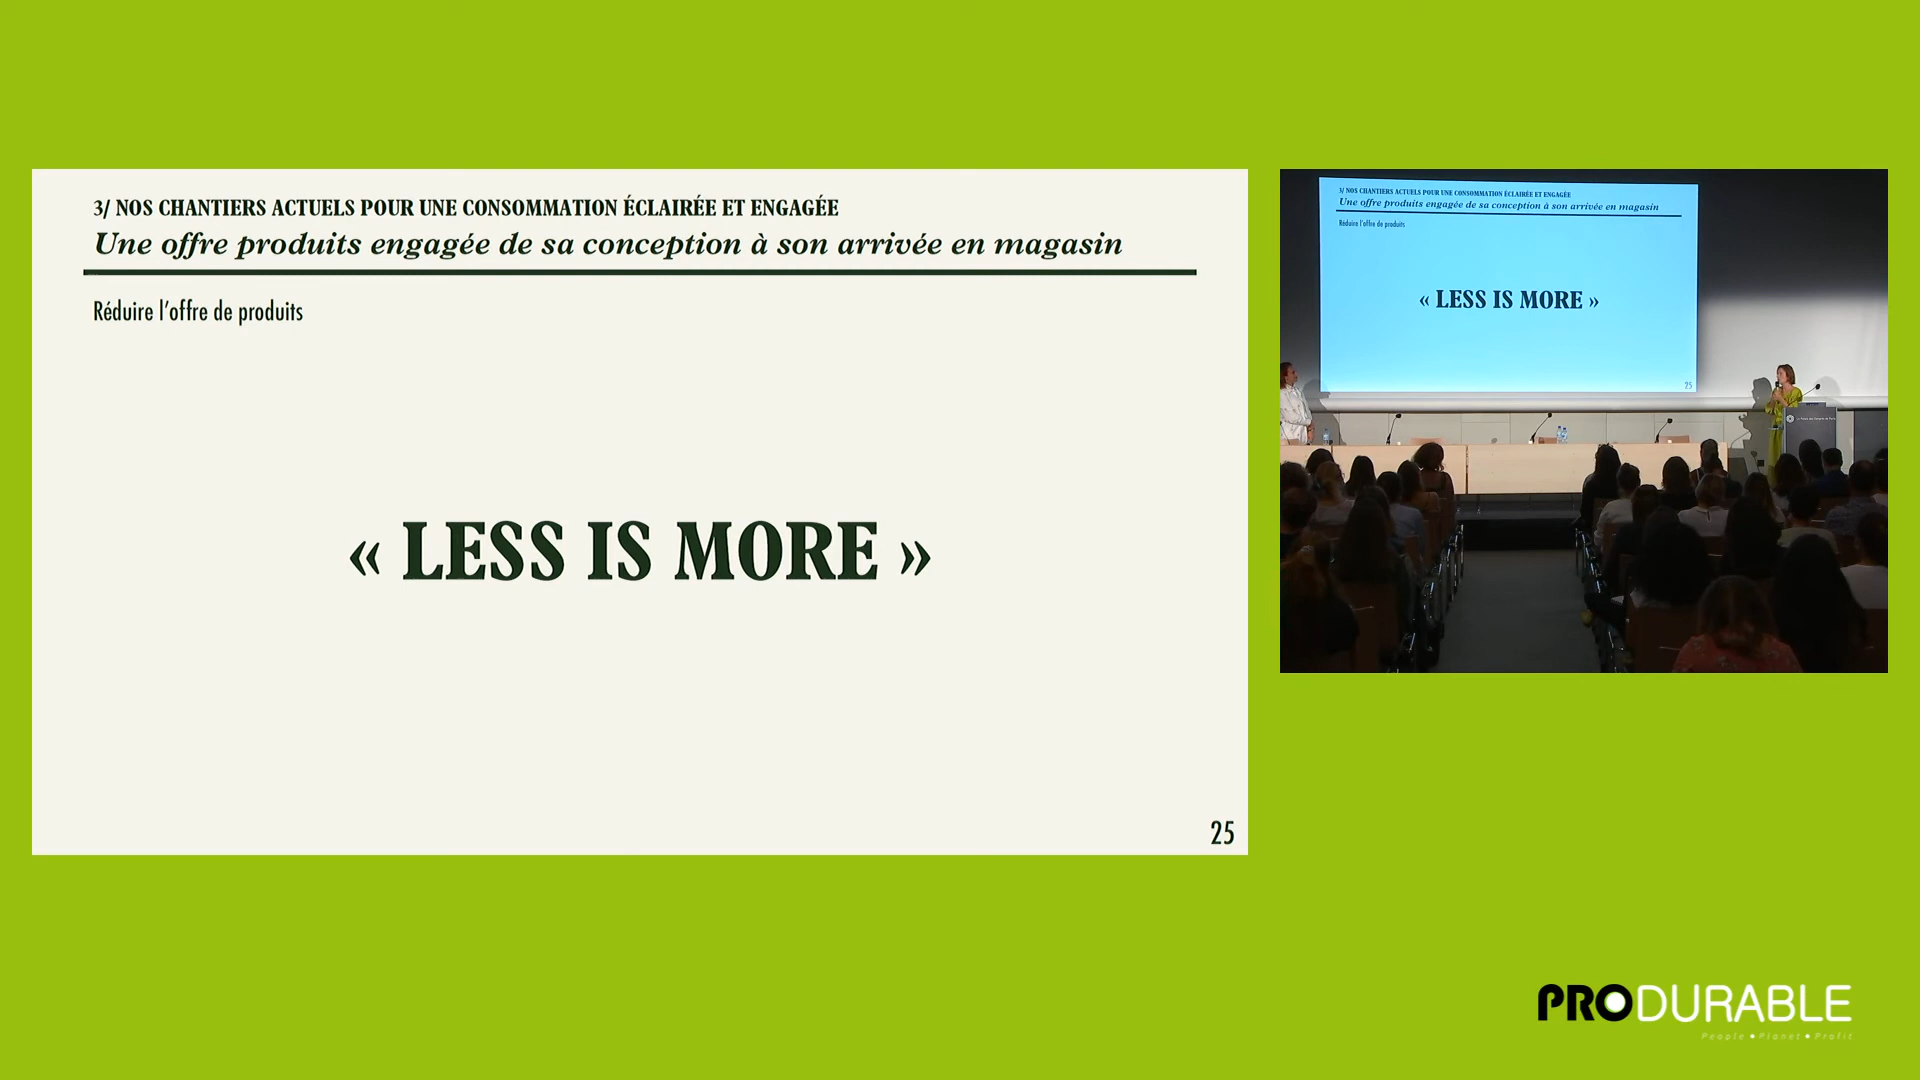 3/ NOS CHANTIERS ACTUELS POUR UNE CONSOMMATION ÉCLAIRÉE ET ENGAGÉE
Une offre produits engagée de sa conception à son arrivée en magasin
Réduire l'offre de produits
« LESS IS MORE »
25
3/ NOS CHANTIERS ACTUELS POUR UNE CONSOMMATION ÉCLAIRÉE ET ENGAGÉE
Une offre produits engagée de sa conception à son arrivée en magasin
Réduire l'offre de produits
« LESS IS MORE »
25
PRODURABLE
People • Planet • Profit